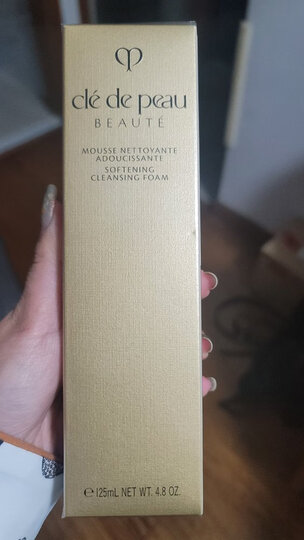 clé de peau
BEAUTÉ
MOUSSE NETTOYANTE
ADOUCISSANTE
SOFTENING
CLEANSING FOAM
℮ 125mL NET WT. 4.8 OZ.